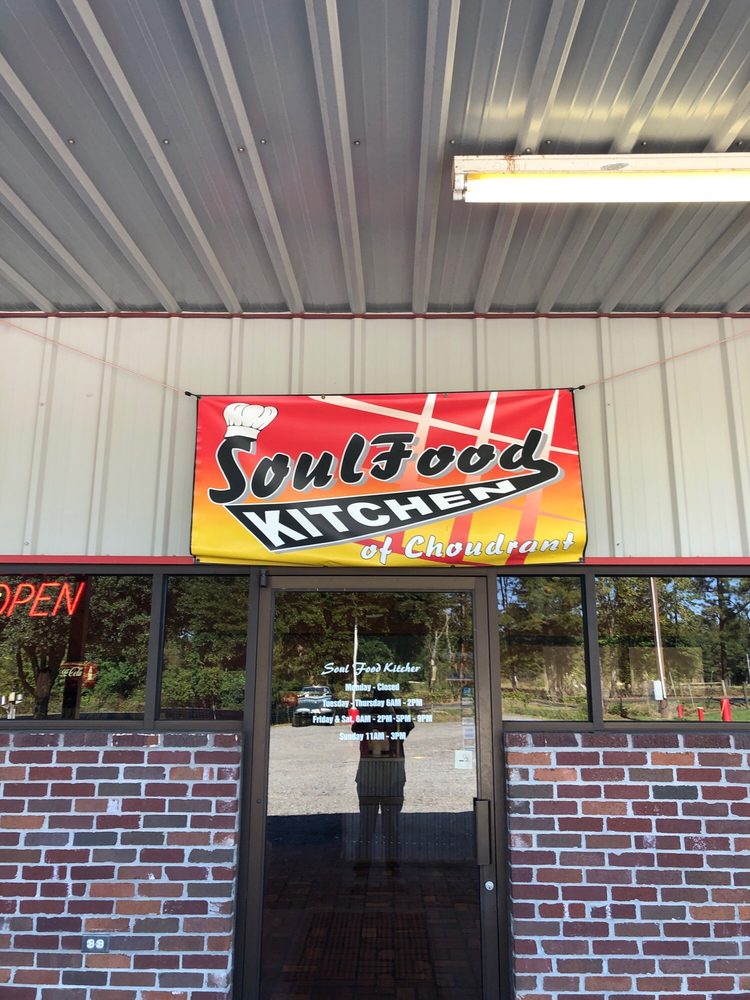 SoulFood
KITCHEN
of Choudrant
OPEN
Soul Food Kitchen
Monday - Closed
Tuesday - Thursday 6AM - 2PM
Friday & Sat. 6AM - 2PM -5PM - 9PM
Sunday 11AM - 3PM